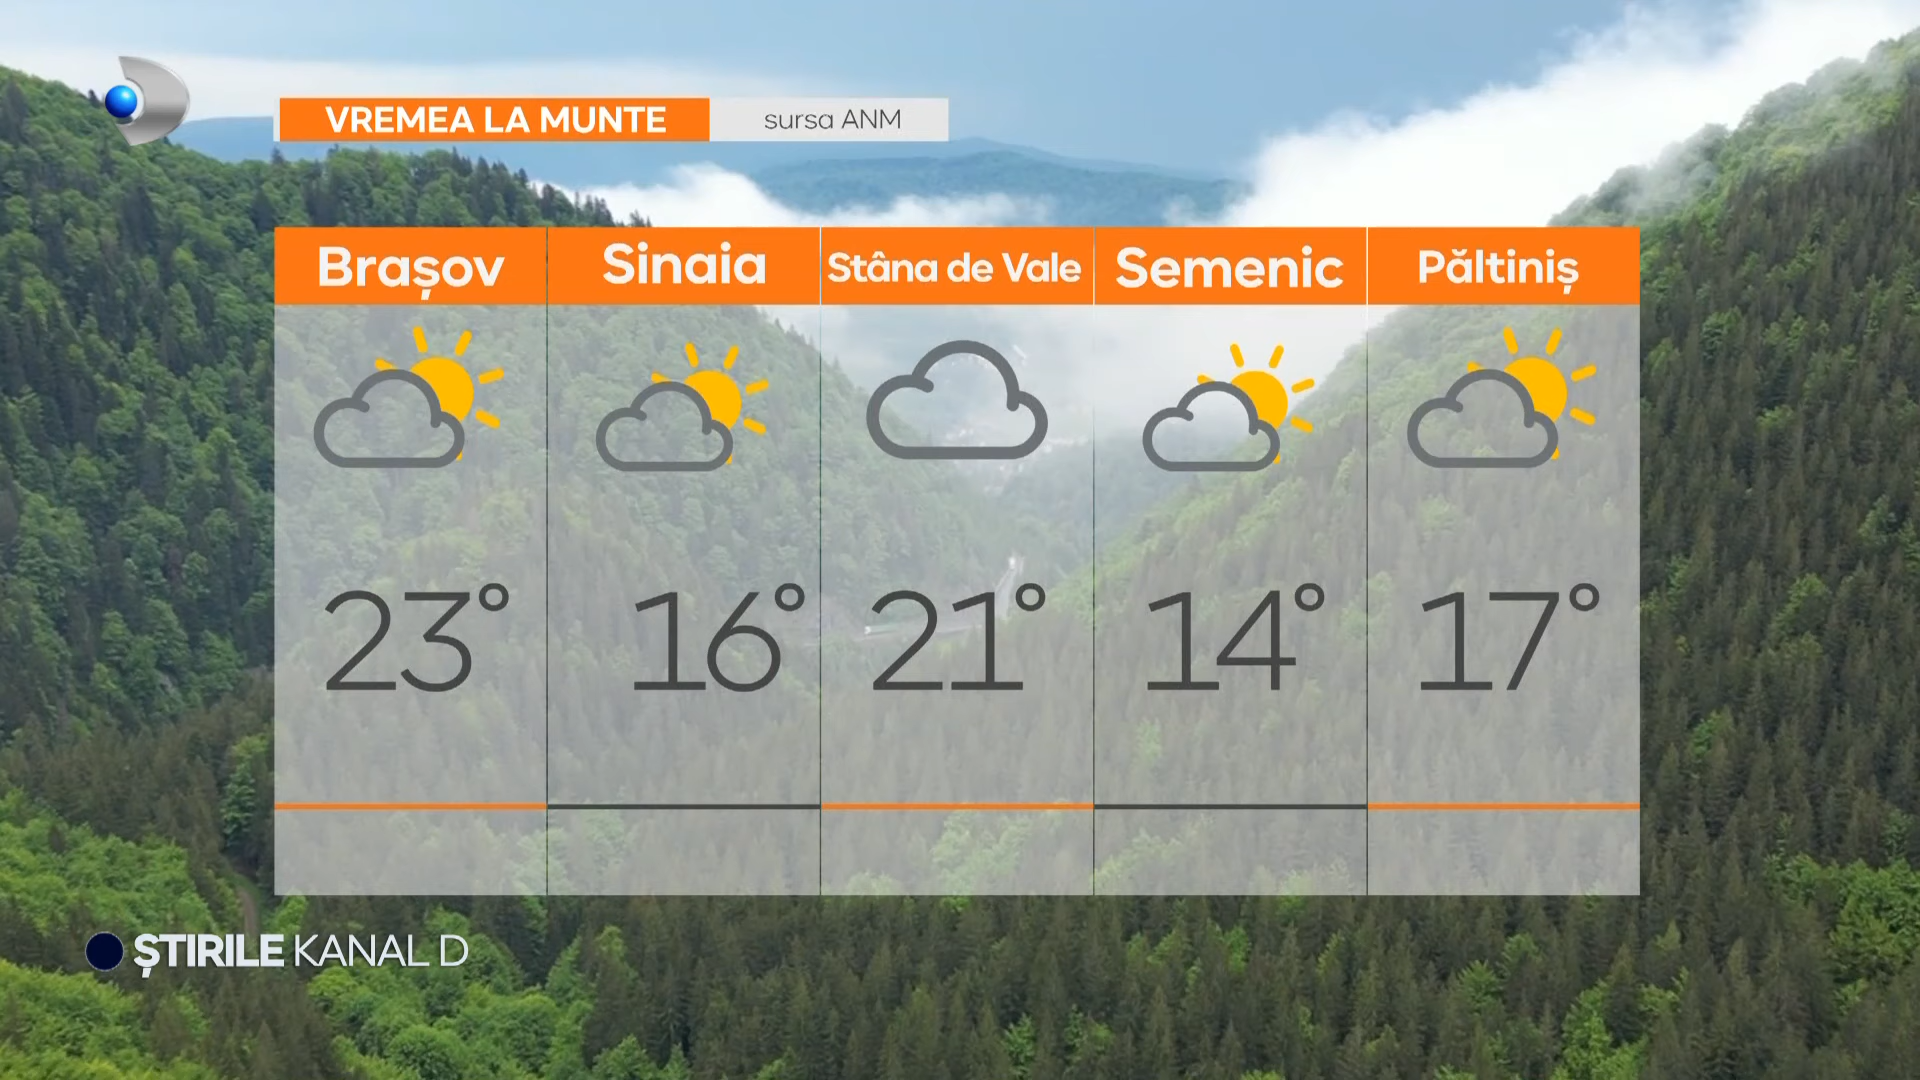 VREMEA LA MUNTE
sursa ANM
Brașov
Sinaia
Stâna de Vale
Semenic
Păltiniș
23°
16°
21°
14°
17°
ȘTIRILE KANAL D